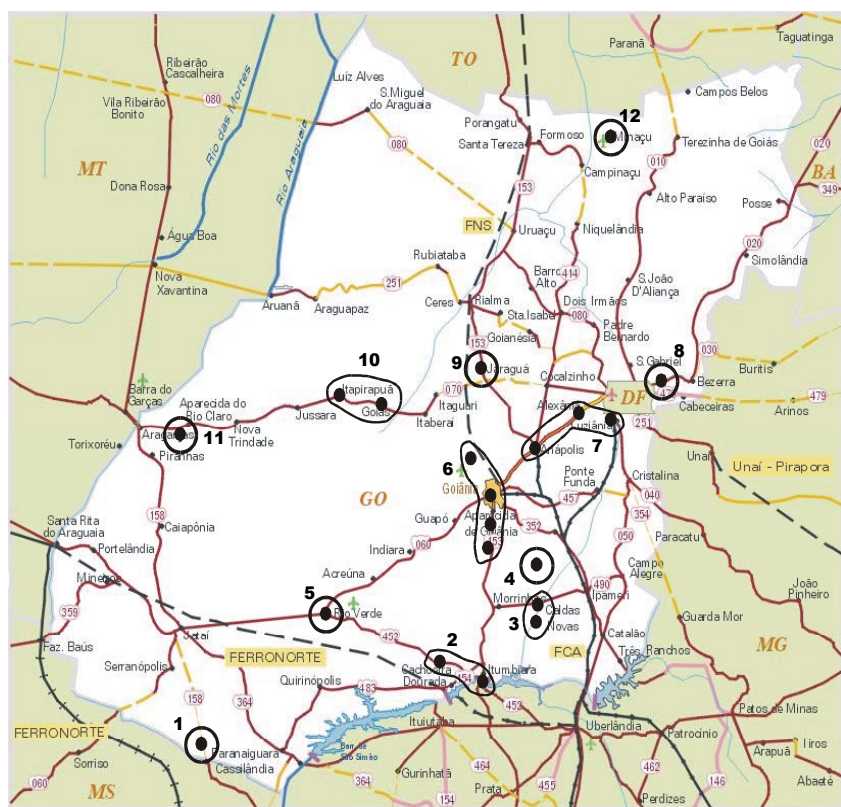 TO
Paranã
Taguatinga
Ribeirão
Cascalheira
Luíz Alves
080
Vila Ribeirão
Bonito
Rio das Mortes
Rio Araguaia
S.Miguel
do Araguaia
Campos Belos
Porangatu
Formoso
12
Minaçu
Santa Tereza
Terezinha de Goiás
020
MT
080
Campinaçu
010
BA
349
Dona Rosa
153
Alto Paraíso
Posse
FNS
Uruaçu
Niquelândia
Água Boa
020
Rubiataba
Simolândia
Nova
Xavantina
251
Barro
Alto
414
S.João
D'Aliança
Aruanã
Araguapaz
Ceres
Rialma
Dois Irmãos
Sta.Isabel
080
Padre
Bernardo
153
Goianésia
8
030
10
9
S.Gabriel
Jaraguá
Cocalzinho
Buritis
Itapirapuã
070
DF
Bezerra
Barra do
Garças
Aparecida do
Rio Claro
Goiás
Itaguari
Alexânia
Cabeceiras
479
Arinos
Jussara
Itaberaí
Luziânia
7
251
Aragarças
11
Nova
Trindade
Torixoréu
Piranhas
6
Anápolis
Unaí
Unaí - Pirapora
Goiânia
Ponte
Funda
Cristalina
GO
457
040
158
Guapó
Aparecida
de Goiânia
352
354
Santa Rita
do Araguaia
Caiapônia
Indiara
060
153
050
Paracatu
Portelândia
Acreúna
4
Campo
Alegre
Mineiros
5
490
João
Pinheiro
Morrinhos
Ipameri
359
Rio Verde
3
Caldas
Novas
Guarda Mor
Jataí
452
2
Catalão
MG
Faz. Baús
FERRONORTE
FCA
Três. Ranchos
Serranópolis
Cachoeira
Dourada
154
Itumbiara
158
Quirinópolis
483
364
452
Patos de Minas
FERRONORTE
1
Ituiutaba
Uberlândia
Patrocínio
Paranaiguara
Sorriso
Cassilândia
Barr. de
São Simão
Arapuá
Tiros
060
364
Gurinhatã
464
462
146
Abaeté
MS
154
Prata
455
Perdizes